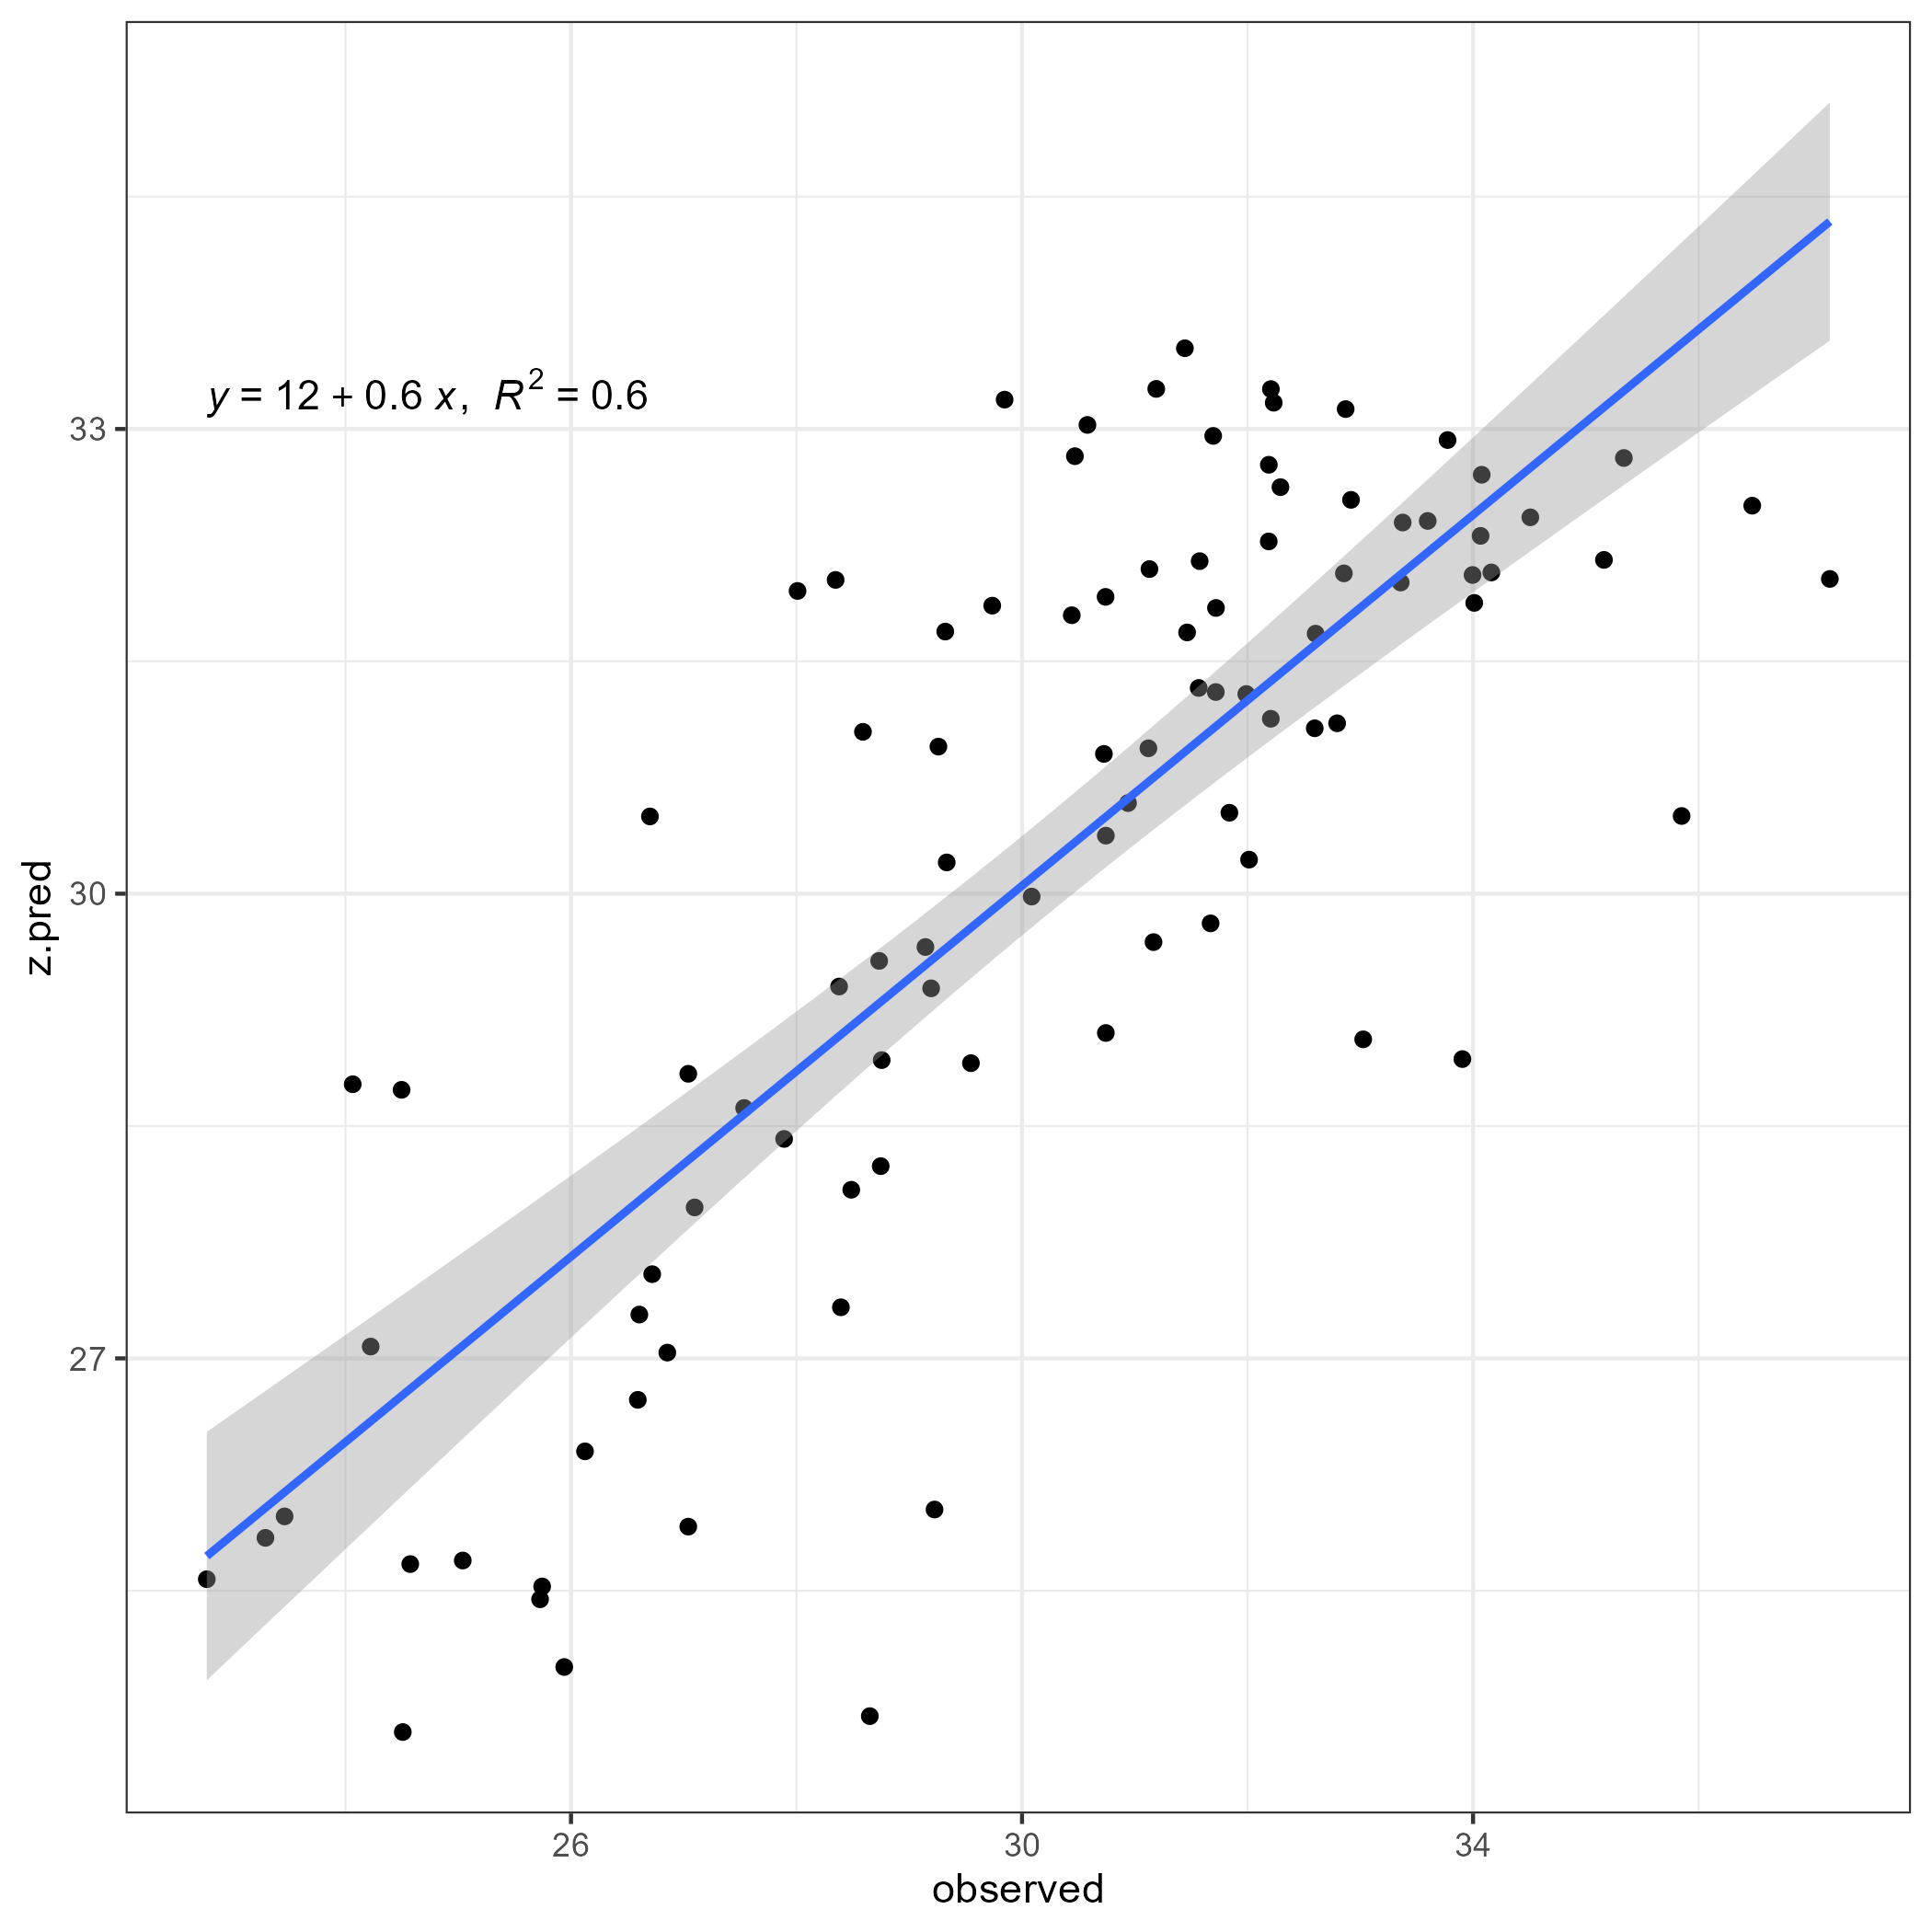 y = 12 + 0.6 x, R² = 0.6
33
30
27
z.pred
26 30 34
observed